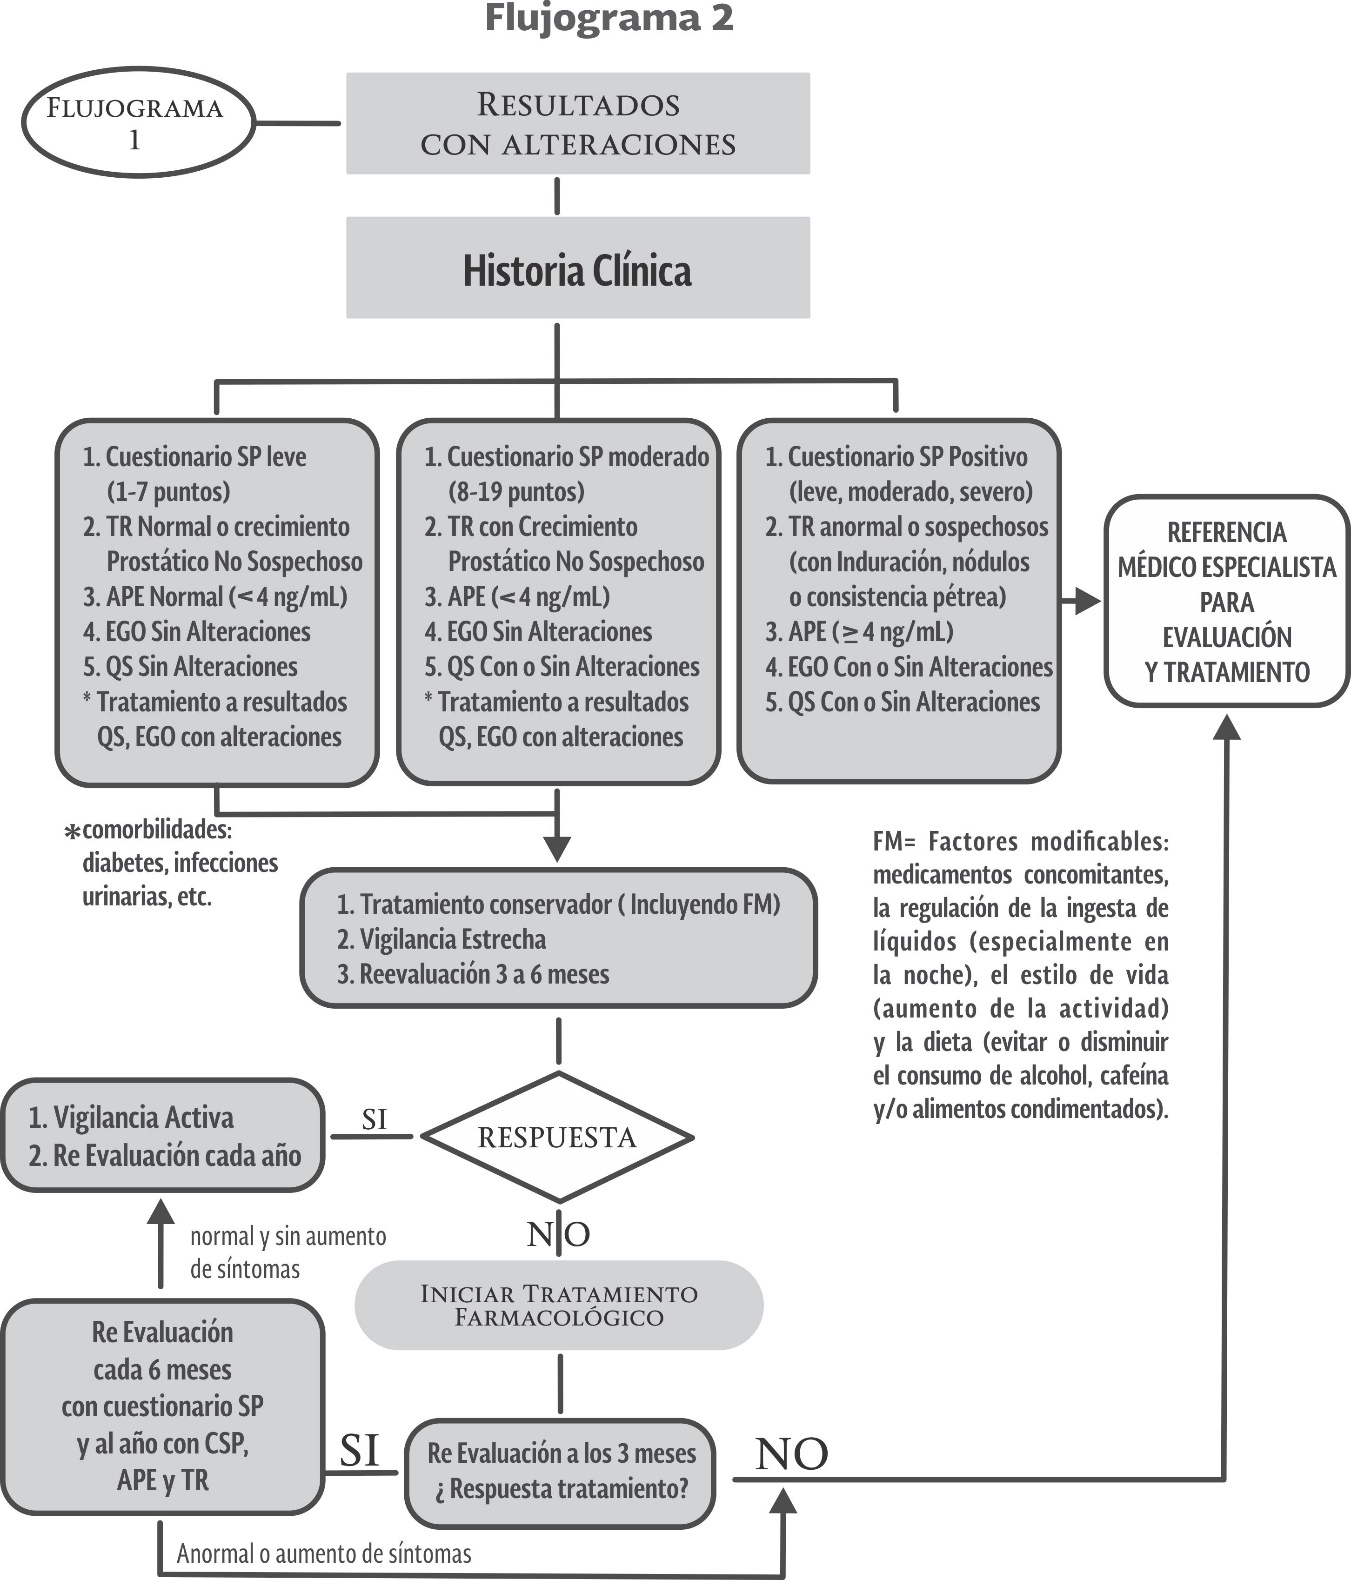 Flujograma 2
FLUJOGRAMA
1
RESULTADOS
CON ALTERACIONES
Historia Clínica
1. Cuestionario SP leve
(1-7 puntos)
2. TR Normal o crecimiento
Prostático No Sospechoso
3. APE Normal (< 4 ng/mL)
4. EGO Sin Alteraciones
5. QS Sin Alteraciones
* Tratamiento a resultados
QS, EGO con alteraciones
1. Cuestionario SP moderado
(8-19 puntos)
2. TR con Crecimiento
Prostático No Sospechoso
3. APE (< 4 ng/mL)
4. EGO Sin Alteraciones
5. QS Con o Sin Alteraciones
* Tratamiento a resultados
QS, EGO con alteraciones
1. Cuestionario SP Positivo
(leve, moderado, severo)
2. TR anormal o sospechosos
(con Induración, nódulos
o consistencia pétrea)
3. APE (≥ 4 ng/mL)
4. EGO Con o Sin Alteraciones
5. QS Con o Sin Alteraciones
REFERENCIA
MÉDICO ESPECIALISTA
PARA
EVALUACIÓN
Y TRATAMIENTO
*comorbilidades:
diabetes, infecciones
urinarias, etc.
FM= Factores modificables:
medicamentos concomitantes,
la regulación de la ingesta de
líquidos (especialmente en
la noche), el estilo de vida
(aumento de la actividad)
y la dieta (evitar o disminuir
el consumo de alcohol, cafeína
y/o alimentos condimentados).
1. Tratamiento conservador ( Incluyendo FM)
2. Vigilancia Estrecha
3. Reevaluación 3 a 6 meses
1. Vigilancia Activa
2. Re Evaluación cada año
SI
RESPUESTA
NO
normal y sin aumento
de síntomas
INICIAR TRATAMIENTO
FARMACOLÓGICO
Re Evaluación
cada 6 meses
con cuestionario SP
y al año con CSP,
APE y TR
SI
Re Evaluación a los 3 meses
¿ Respuesta tratamiento?
NO
Anormal o aumento de síntomas